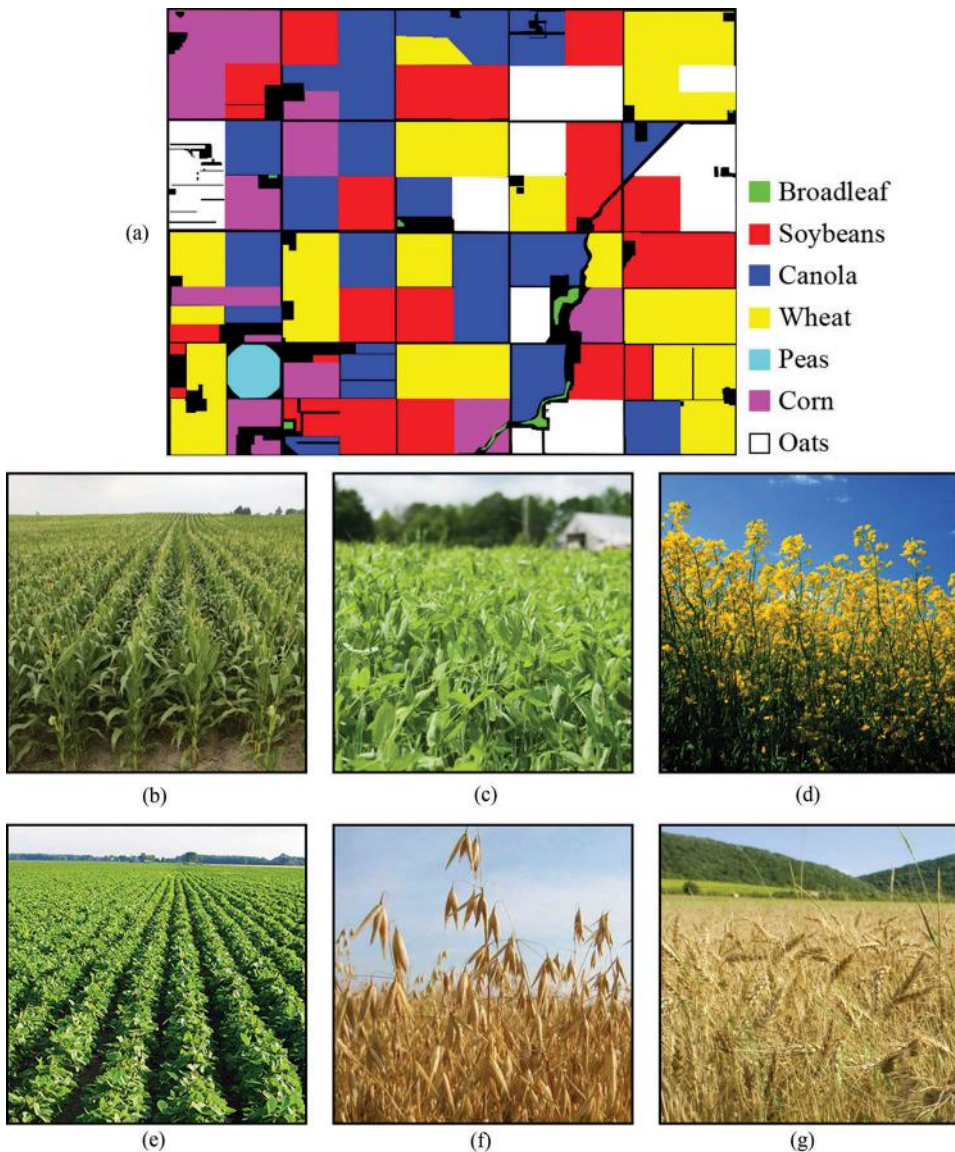 (a)
Broadleaf
Soybeans
Canola
Wheat
Peas
Corn
Oats
(b)
(c)
(d)
(e)
(f)
(g)